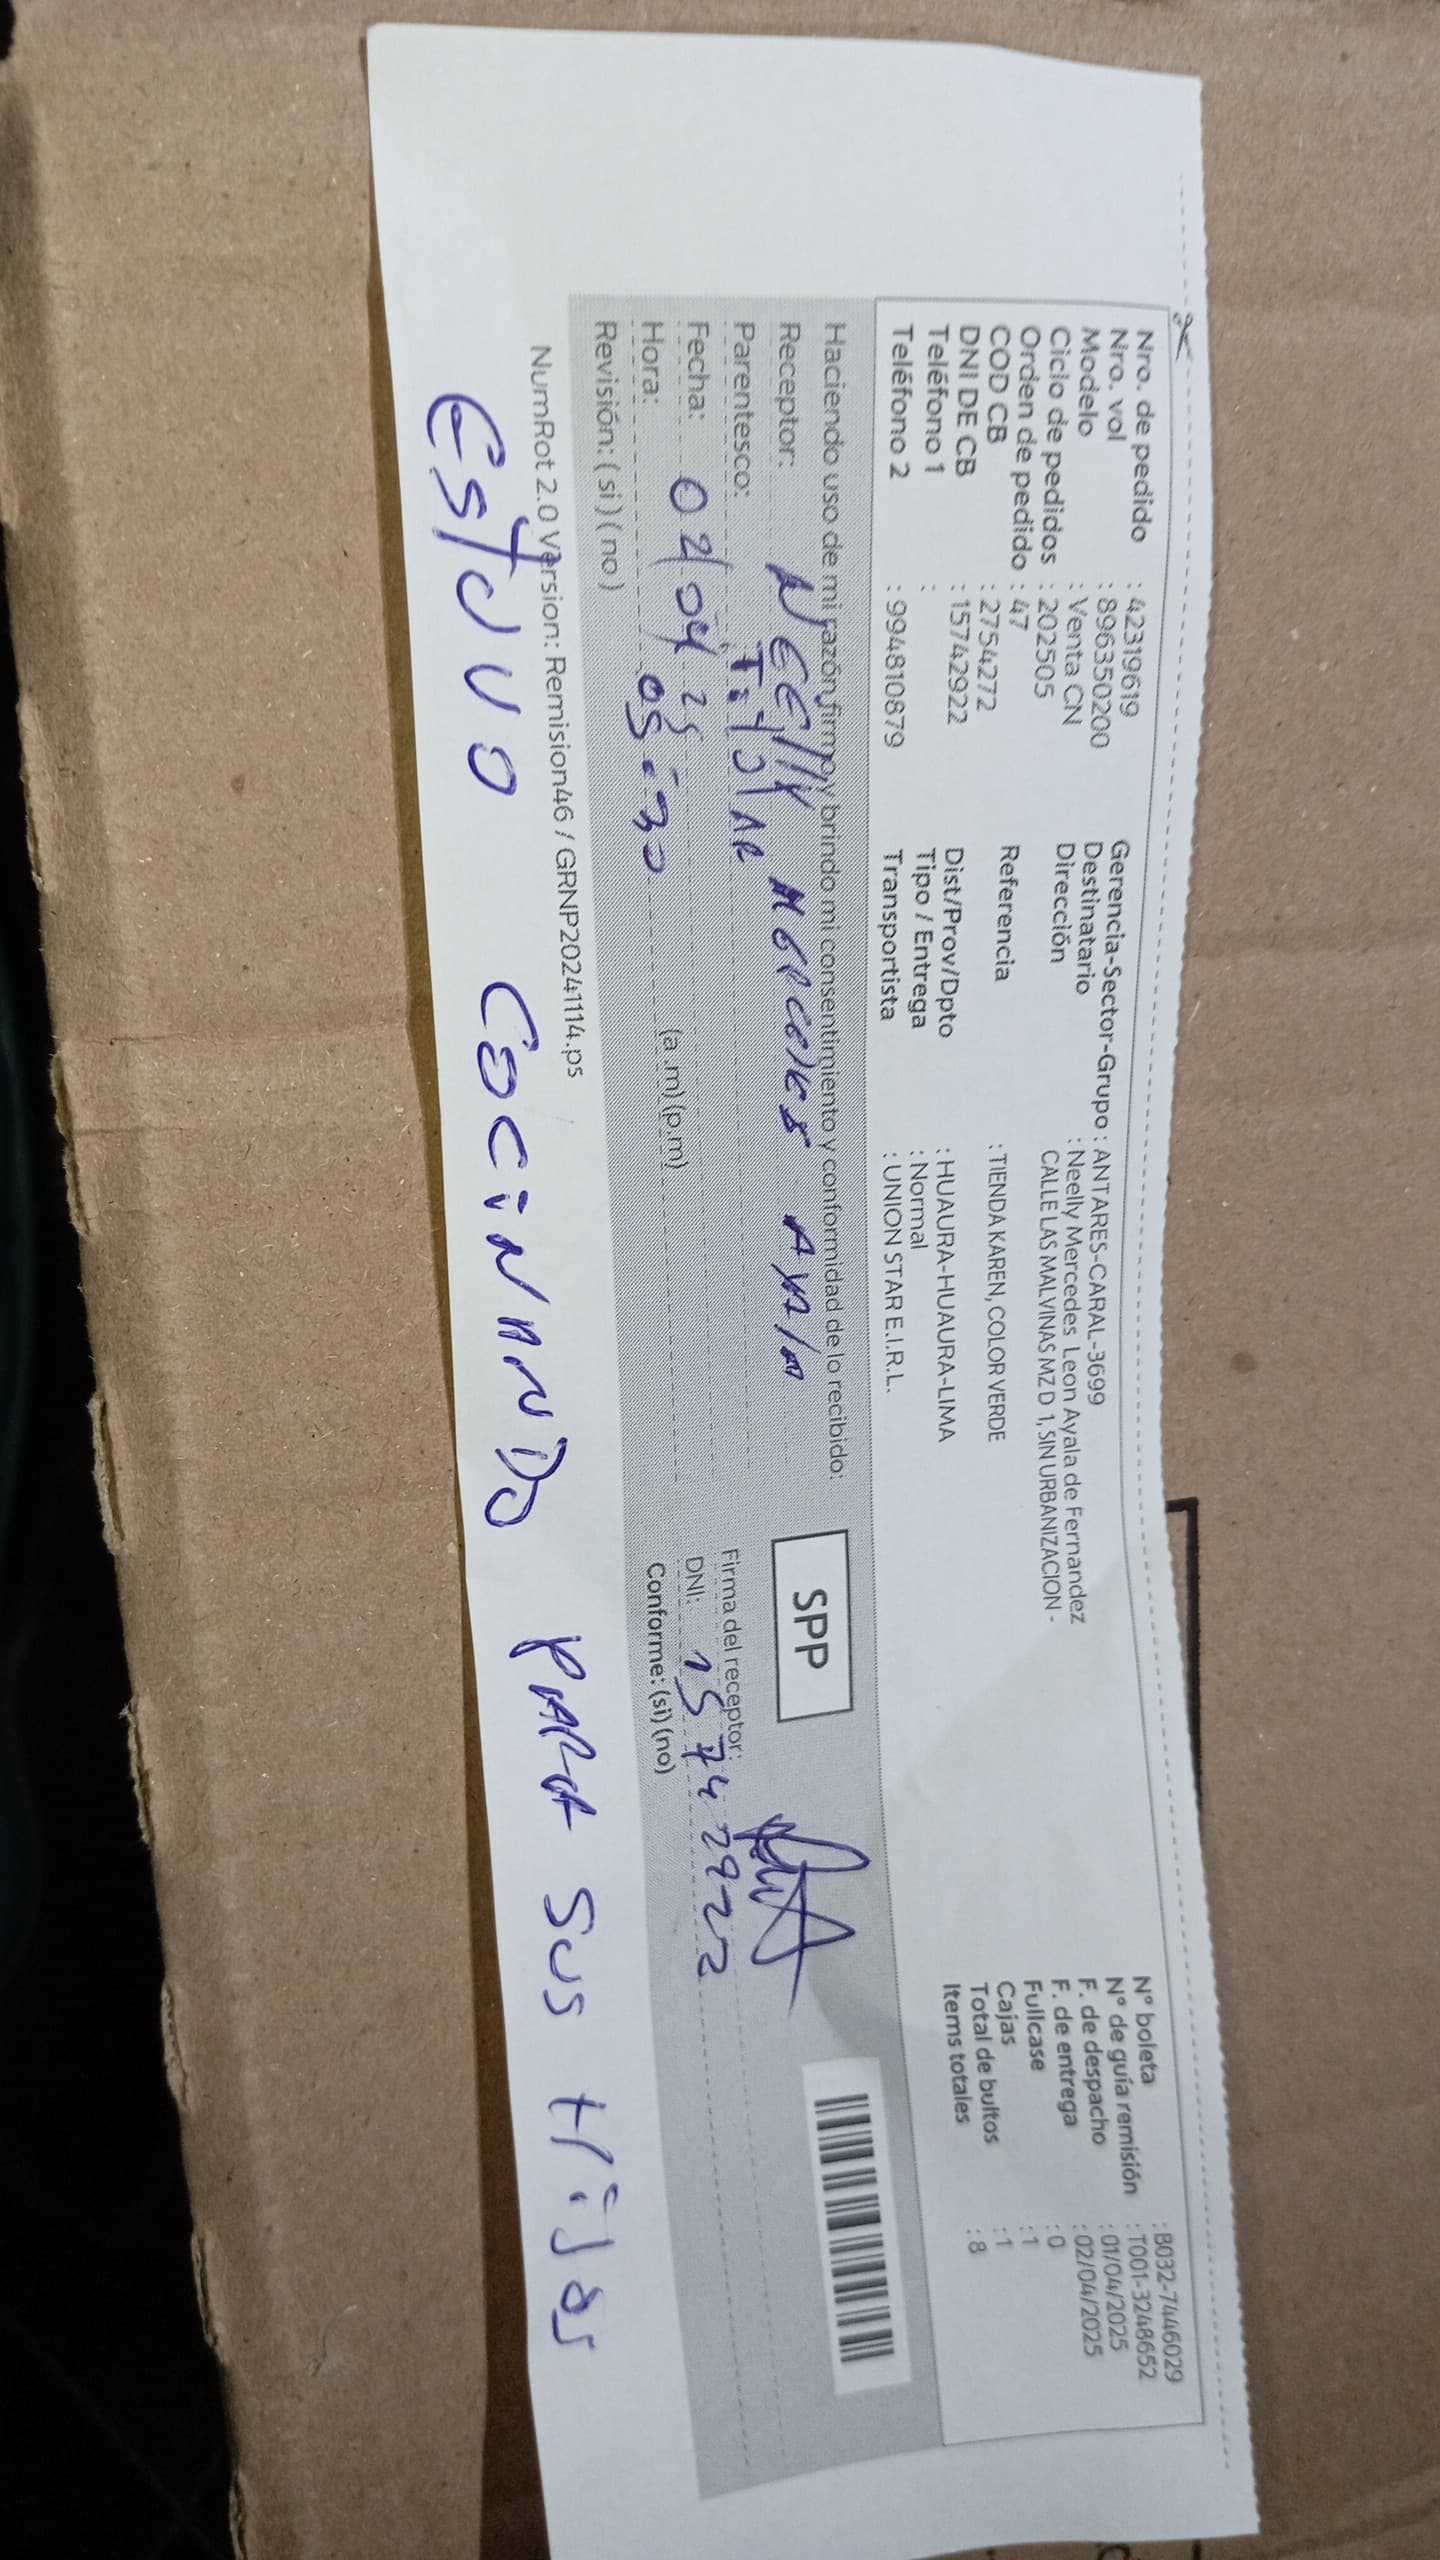 Nro. de pedido : 42319619
Nro. vol : 896350200
Modelo : Venta CN
Ciclo de pedidos : 202505
Orden de pedido : 47
COD CB : 2754272
DNI DE CB : 15742922
Teléfono 1 :
Teléfono 2 : 994810879
Gerencia-Sector-Grupo : ANTARES-CARAL-3699
Destinatario : Neelly Mercedes Leon Ayala de Fernandez
Dirección CALLE LAS MALVINAS MZ D 1, SIN URBANIZACION -
Referencia : TIENDA KAREN, COLOR VERDE
Dist/Prov/Dpto : HUAURA-HUAURA-LIMA
Tipo / Entrega : Normal
Transportista : UNION STAR E.I.R.L.
N° boleta : B032-7446029
N° de guía remisión : T001-3248652
F. de despacho : 01/04/2025
F. de entrega : 02/04/2025
Fullcase : 0
Cajas : 1
Total de bultos : 1
Items totales : 8
Haciendo uso de mi razón, firmo y brindo mi consentimiento y conformidad de lo recibido:
Receptor: NEElly MERCEDES
Parentesco: TITULAR
Fecha: 02/04 25
Hora: 05:30 (a.m) (p.m)
Revisión: (si) (no)
SPP
Firma del receptor:
DNI: 15742922
Conforme: (si) (no)
NumRot 2.0 Version: Remision46 / GRNP20241114.ps
ESTUVO COCINANDO PARA SUS HIJOS